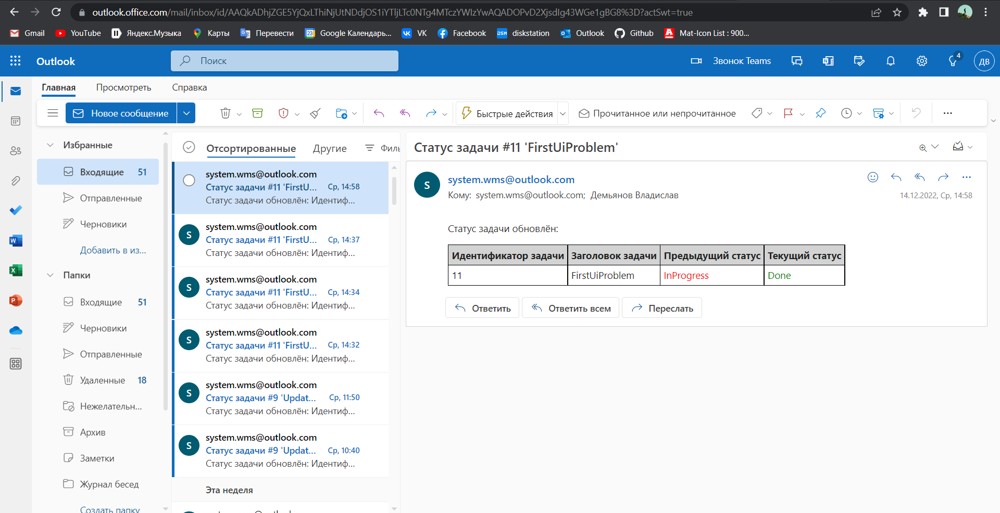 outlook.office.com/mail/inbox/id/AAQkADhjZGE5YjQxLThiNjUtNDdjOS1iYTljLTc0NTg4MTczYWIzYwAQADOPvD2XjsdIg43WGe1gBG8%3D?actSwt=true
Gmail YouTube Яндекс.Музыка Карты Перевести 23 Google Календарь... VK Facebook DSM diskstation Outlook Github Mat-Icon List : 900...
Outlook Поиск Звонок Teams 4 ДВ
Главная Просмотреть Справка
Новое сообщение Быстрые действия Прочитанное или непрочитанное
Избранные
Входящие 51
Отправленные
Черновики
Добавить в из...
Папки
Входящие 51
Черновики
Отправленные
Удаленные 18
Нежелательн...
Архив
Заметки
Журнал бесед
Создать папку
Отсортированные Другие Филь
system.wms@outlook.com
Статус задачи #11 'FirstU... Ср, 14:58
Статус задачи обновлён: Идентиф...
S system.wms@outlook.com
Статус задачи #11 'FirstU... Ср, 14:37
Статус задачи обновлён: Идентиф...
S system.wms@outlook.com
Статус задачи #11 'FirstU... Ср, 14:34
Статус задачи обновлён: Идентиф...
S system.wms@outlook.com
Статус задачи #11 'FirstU... Ср, 14:32
Статус задачи обновлён: Идентиф...
S system.wms@outlook.com
Статус задачи #9 'Updat... Ср, 11:50
Статус задачи обновлён: Идентиф...
S system.wms@outlook.com
Статус задачи #9 'Updat... Ср, 10:40
Статус задачи обновлён: Идентиф...
Эта неделя
Статус задачи #11 'FirstUiProblem'
S system.wms@outlook.com
Кому: system.wms@outlook.com; Демьянов Владислав
14.12.2022, Ср, 14:58
Статус задачи обновлён:
Идентификатор задачи Заголовок задачи Предыдущий статус Текущий статус
11 FirstUiProblem InProgress Done
Ответить Ответить всем Переслать